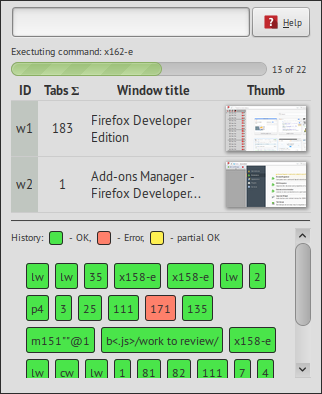 Help
Executing command: x162-e
13 of 22
ID Tabs Σ Window title Thumb
w1 183 Firefox Developer
Edition
w2 1 Add-ons Manager -
Firefox Developer...
History: - OK, - Error, - partial OK
lw lw 35 x158-e x158-e lw 2
p4 3 25 111 171 135
m151""@1 b<.js>/work to review/ x158-e
lw cw lw 1 81 82 111 7 4